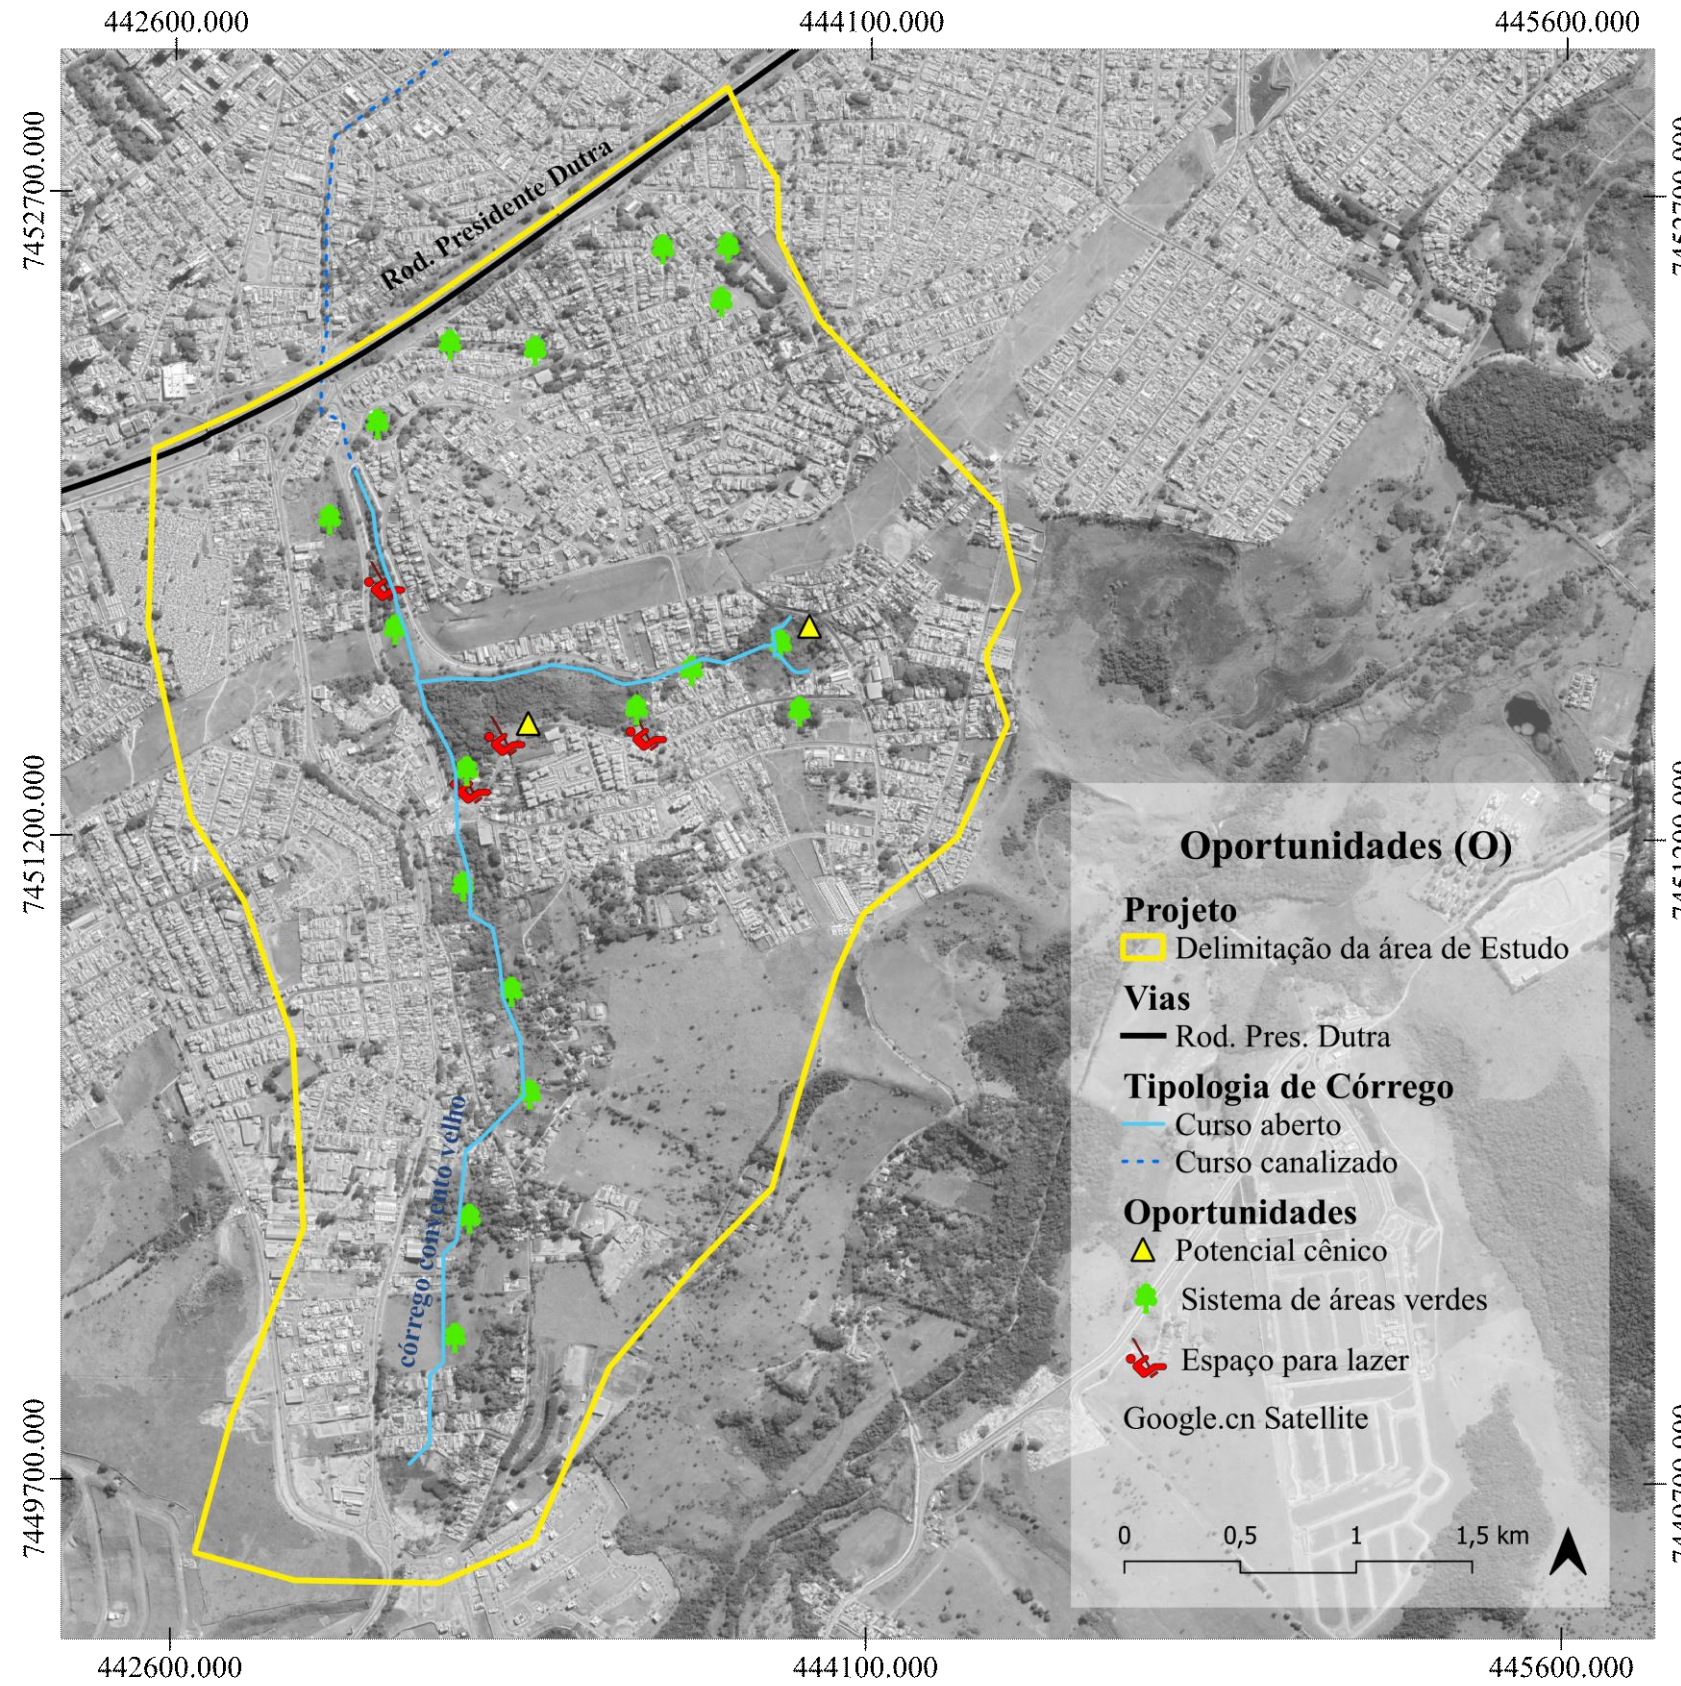 442600.000
444100.000
445600.000
7452700.000
7451200.000
7449700.000
Rod. Presidente Dutra
córrego convento velho
Oportunidades (O)
Projeto
Delimitação da área de Estudo
Vias
Rod. Pres. Dutra
Tipologia de Córrego
Curso aberto
Curso canalizado
Oportunidades
Potencial cênico
Sistema de áreas verdes
Espaço para lazer
Google.cn Satellite
0 0,5 1 1,5 km
442600.000
444100.000
445600.000